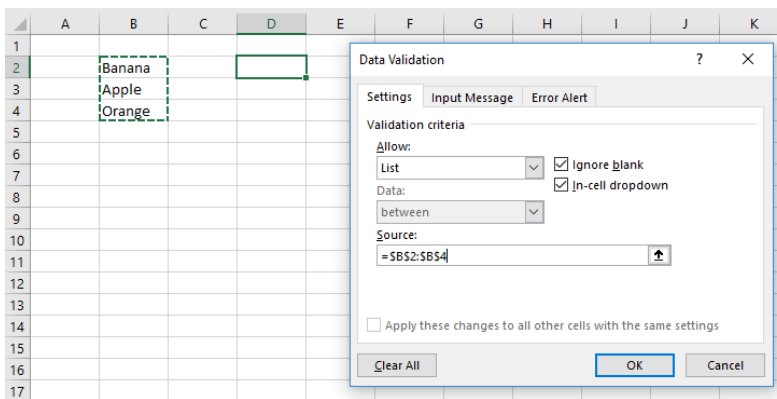 A B C D E F G H I J K
1
2 Banana
3 Apple
4 Orange
5
6
7
8
9
10
11
12
13
14
15
16
17
Data Validation ? ×
Settings Input Message Error Alert
Validation criteria
Allow:
List Ignore blank
Data: In-cell dropdown
between
Source:
=$B$2:$B$4
Apply these changes to all other cells with the same settings
Clear All OK Cancel